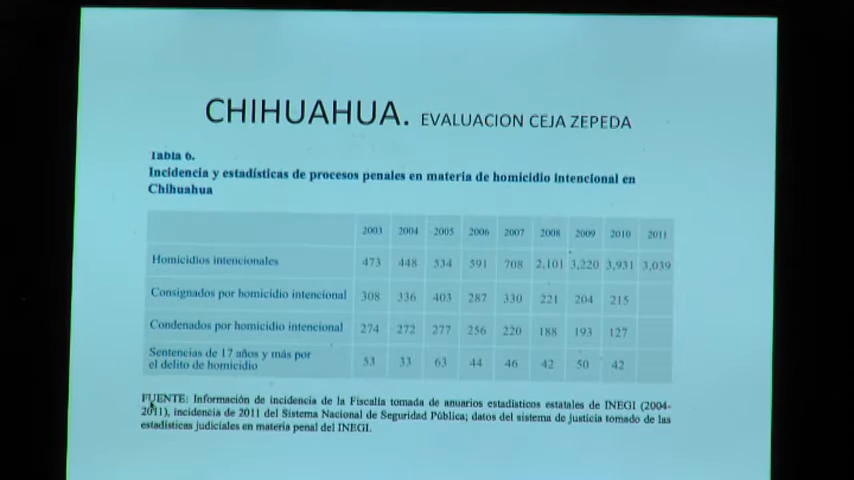 CHIHUAHUA. EVALUACION CEJA ZEPEDA
Tabla 6.
Incidencia y estadísticas de procesos penales en materia de homicidio intencional en
Chihuahua
2003 2004 2005 2006 2007 2008 2009 2010 2011
Homicidios intencionales 473 448 534 591 708 2,101 3,220 3,931 3,039
Consignados por homicidio intencional 308 336 403 287 330 221 204 215
Condenados por homicidio intencional 274 272 277 256 220 188 193 127
Sentencias de 17 años y más por
el delito de homicidio 53 33 63 44 46 42 50 42
FUENTE: Información de incidencia de la Fiscalía tomada de anuarios estadísticos estatales de INEGI (2004-
2011), incidencia de 2011 del Sistema Nacional de Seguridad Pública; datos del sistema de justicia tomado de las
estadísticas judiciales en materia penal del INEGI.